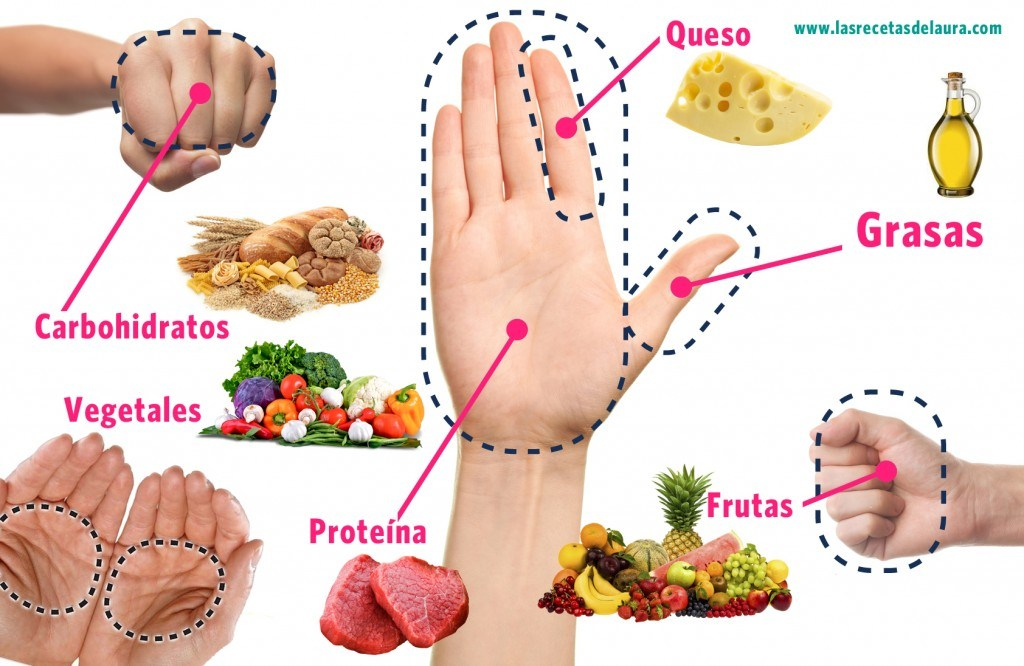 www.lasrecetasdelaura.com
Queso
Grasas
Carbohidratos
Vegetales
Proteína
Frutas